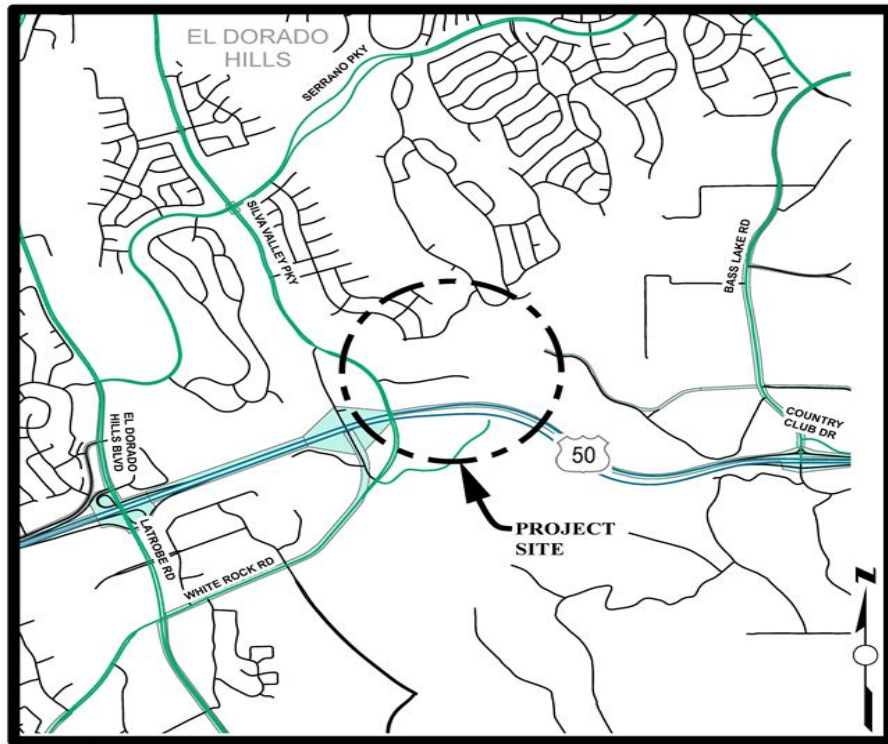 EL DORADO
HILLS
SERRANO PKY
SILVA VALLEY PKY
BASS LAKE RD
EL DORADO
HILLS BLVD
COUNTRY
CLUB DR
50
LATROBE RD
PROJECT
SITE
WHITE ROCK RD
N